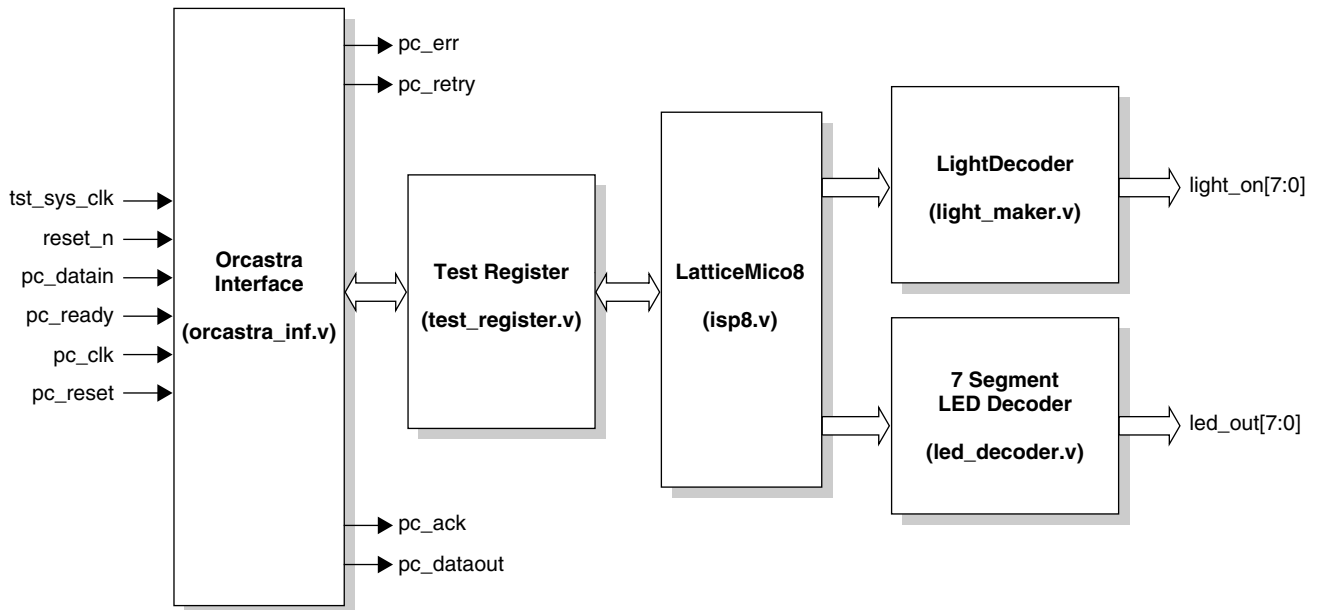 tst_sys_clk
reset_n
pc_datain
pc_ready
pc_clk
pc_reset
Orcastra
Interface
(orcastra_inf.v)
pc_err
pc_retry
pc_ack
pc_dataout
Test Register
(test_register.v)
LatticeMico8
(isp8.v)
LightDecoder
(light_maker.v)
light_on[7:0]
7 Segment
LED Decoder
(led_decoder.v)
led_out[7:0]